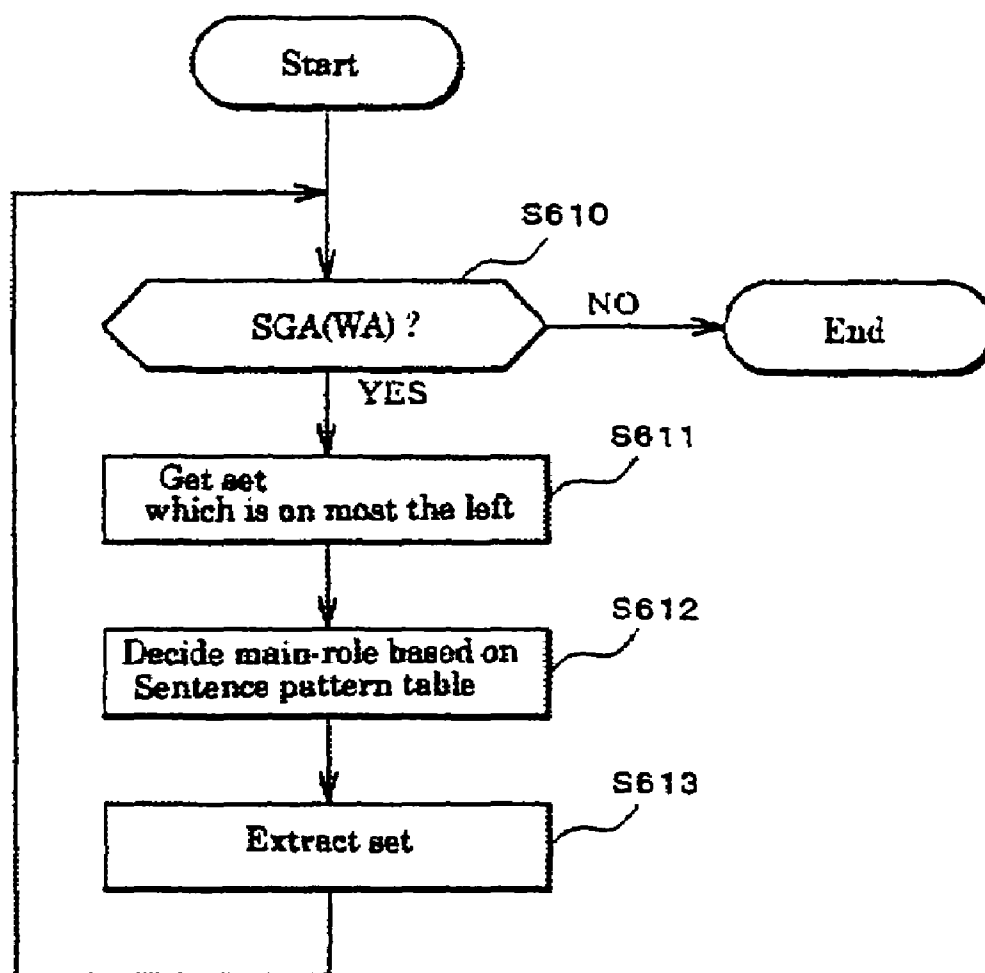 Start
S610
SGA(WA) ?
NO
End
YES
S611
Get set
which is on most the left
S612
Decide main-role based on
Sentence pattern table
S613
Extract set